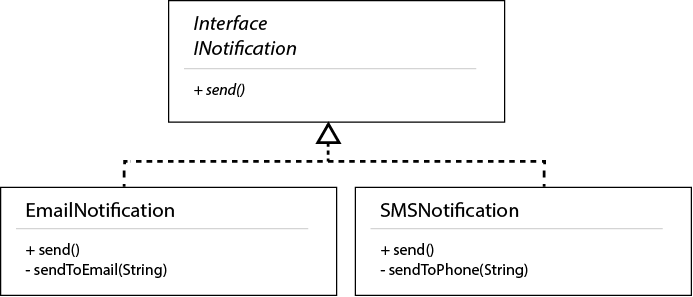 Interface
INotification
+ send()
EmailNotification
+ send()
- sendToEmail(String)
SMSNotification
+ send()
- sendToPhone(String)